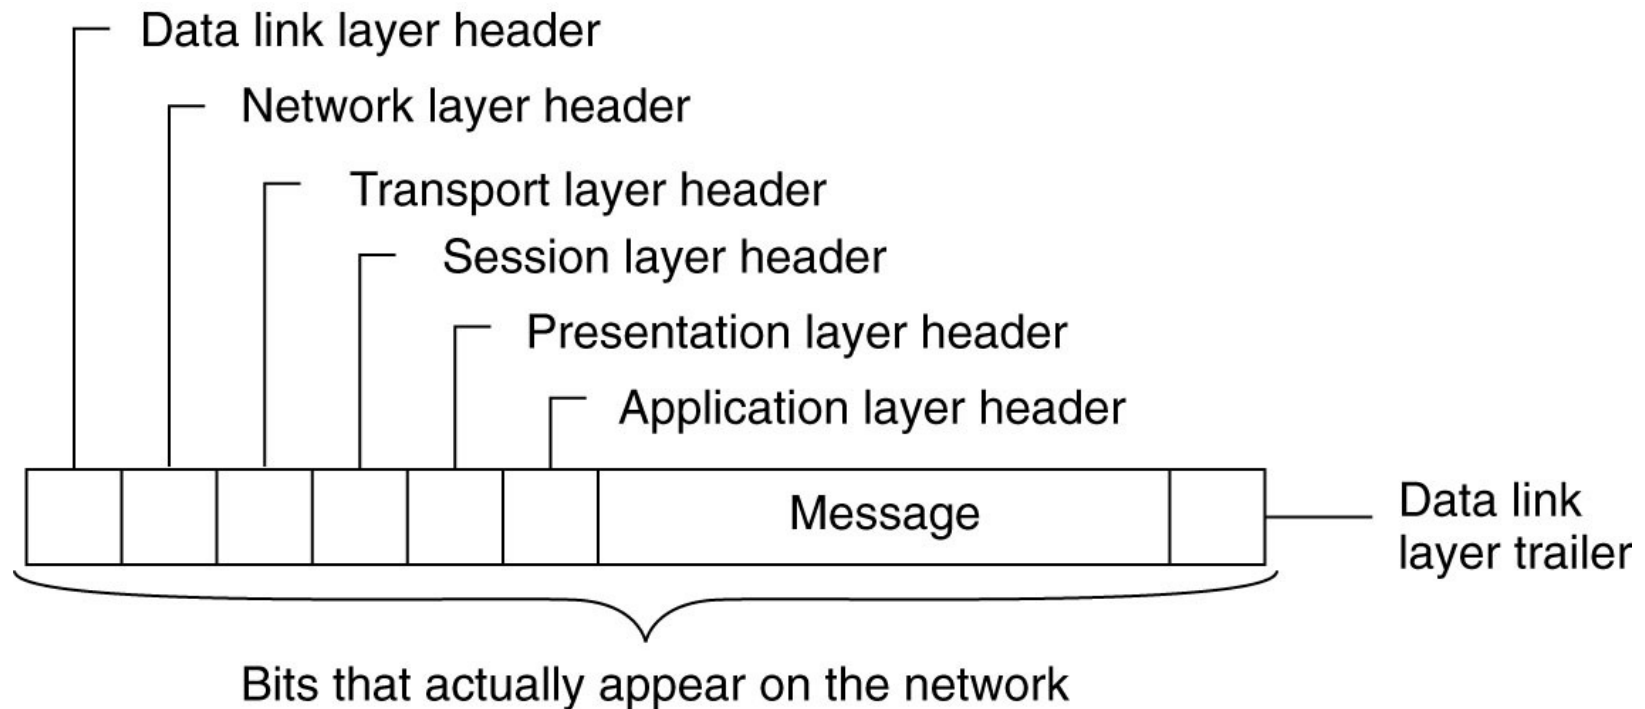 Data link layer header
Network layer header
Transport layer header
Session layer header
Presentation layer header
Application layer header
Message
Data link
layer trailer
Bits that actually appear on the network